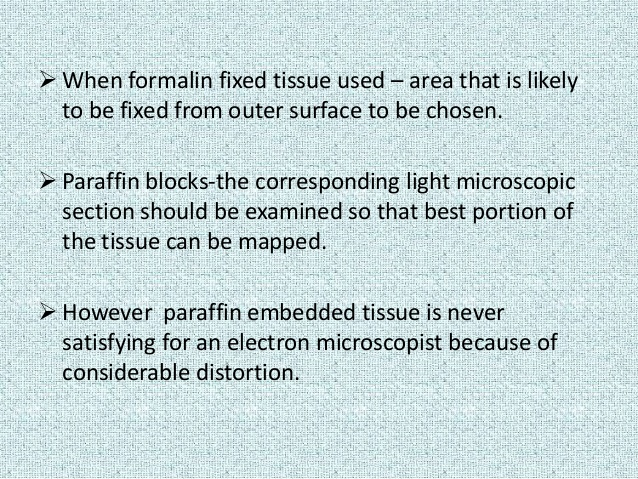 ➢ When formalin fixed tissue used – area that is likely
to be fixed from outer surface to be chosen.
➢ Paraffin blocks-the corresponding light microscopic
section should be examined so that best portion of
the tissue can be mapped.
➢ However  paraffin embedded tissue is never
satisfying for an electron microscopist because of
considerable distortion.